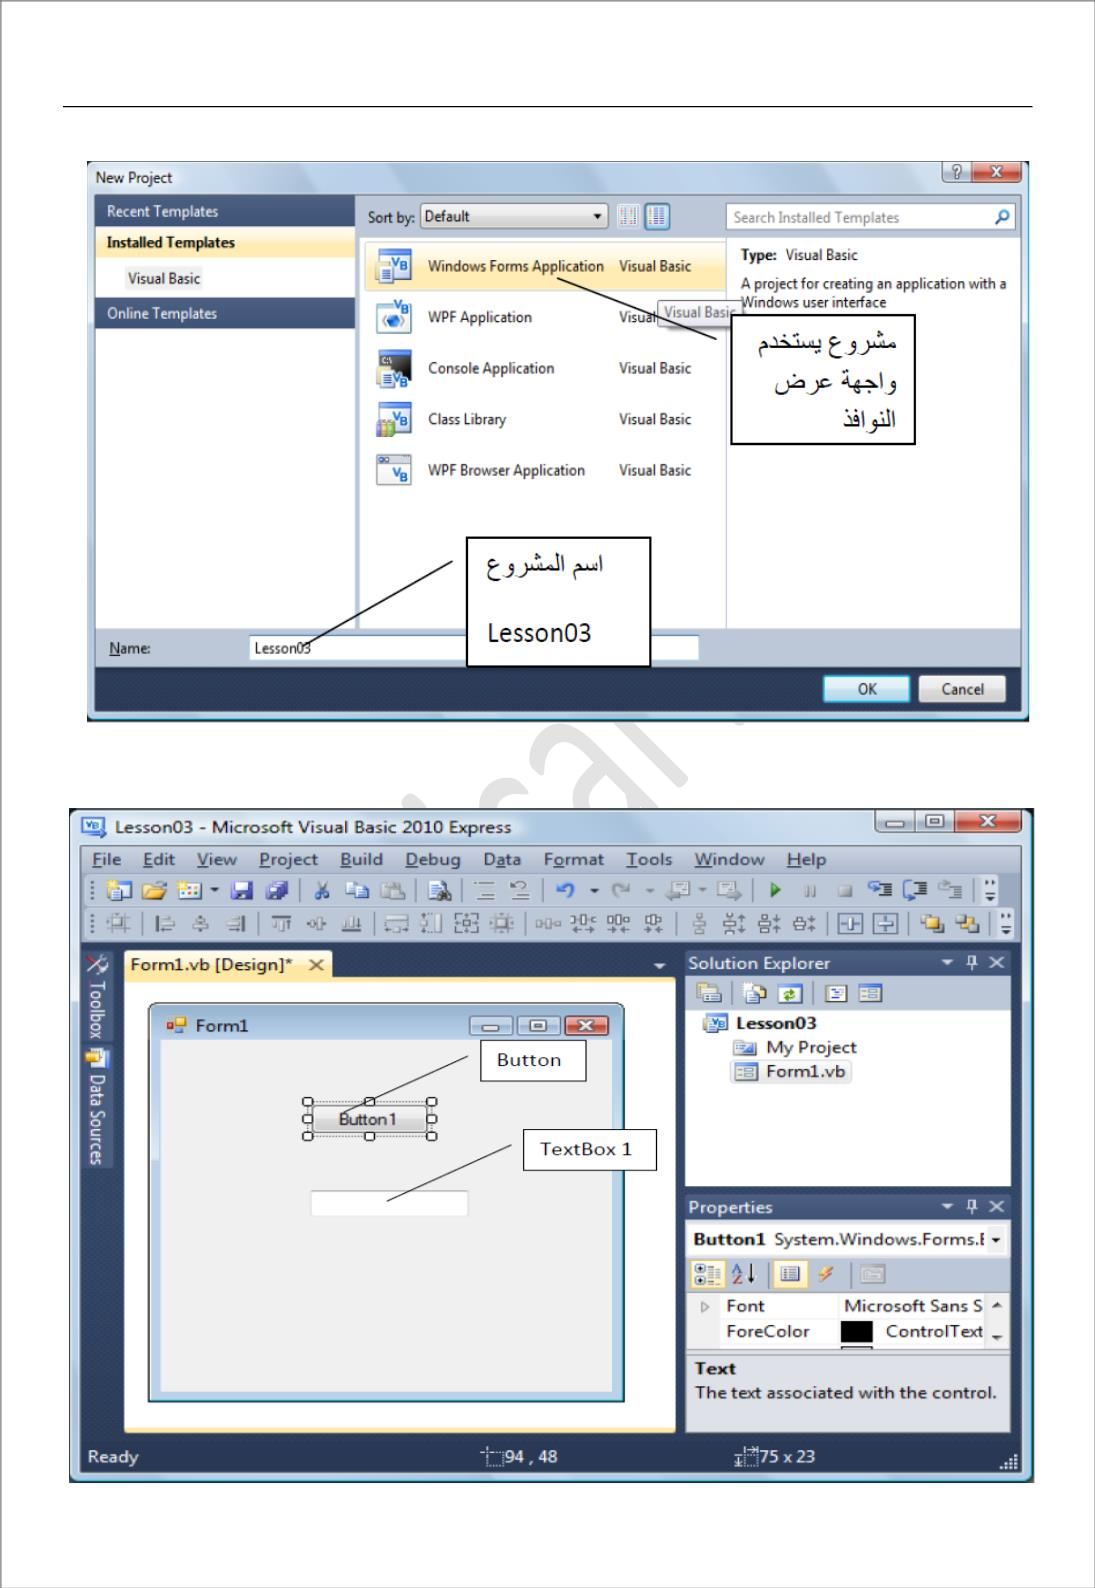 New Project
Recent Templates
Installed Templates
Visual Basic
Online Templates
Sort by: Default
Search Installed Templates
Windows Forms Application Visual Basic
WPF Application Visual
Visual Basic
Console Application Visual Basic
Class Library Visual Basic
WPF Browser Application Visual Basic
Type: Visual Basic
A project for creating an application with a
Windows user interface
مشروع يستخدم
واجهة عرض
النوافذ
اسم المشروع
Lesson03
Name: Lesson03
OK Cancel
Lesson03 - Microsoft Visual Basic 2010 Express
File Edit View Project Build Debug Data Format Tools Window Help
Toolbox
Data Sources
Form1.vb [Design]*
Form1
Button
Button1
TextBox 1
Solution Explorer
Lesson03
My Project
Form1.vb
Properties
Button1 System.Windows.Forms.
Font Microsoft Sans S
ForeColor ControlText
Text
The text associated with the control.
Ready 94 , 48 75 x 23